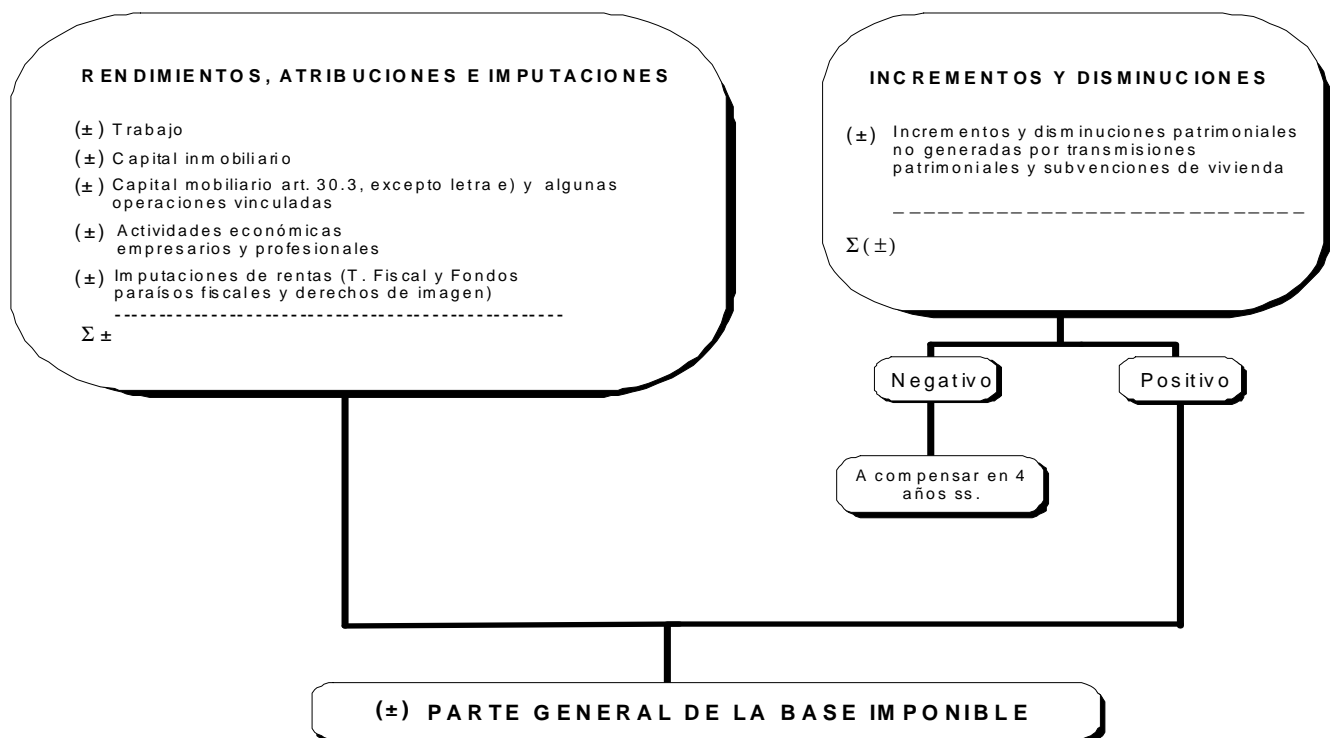 RENDIMIENTOS, ATRIBUCIONES E IMPUTACIONES
(±) Trabajo
(±) Capital inmobiliario
(±) Capital mobiliario art. 30.3, excepto letra e) y algunas
operaciones vinculadas
(±) Actividades económicas
empresarios y profesionales
(±) Imputaciones de rentas (T. Fiscal y Fondos
paraísos fiscales y derechos de imagen)
Σ ±
INCREMENTOS Y DISMINUCIONES
(±) Incrementos y disminuciones patrimoniales
no generadas por transmisiones
patrimoniales y subvenciones de vivienda
Σ(±)
Negativo
Positivo
A compensar en 4
años ss.
(±) PARTE GENERAL DE LA BASE IMPONIBLE